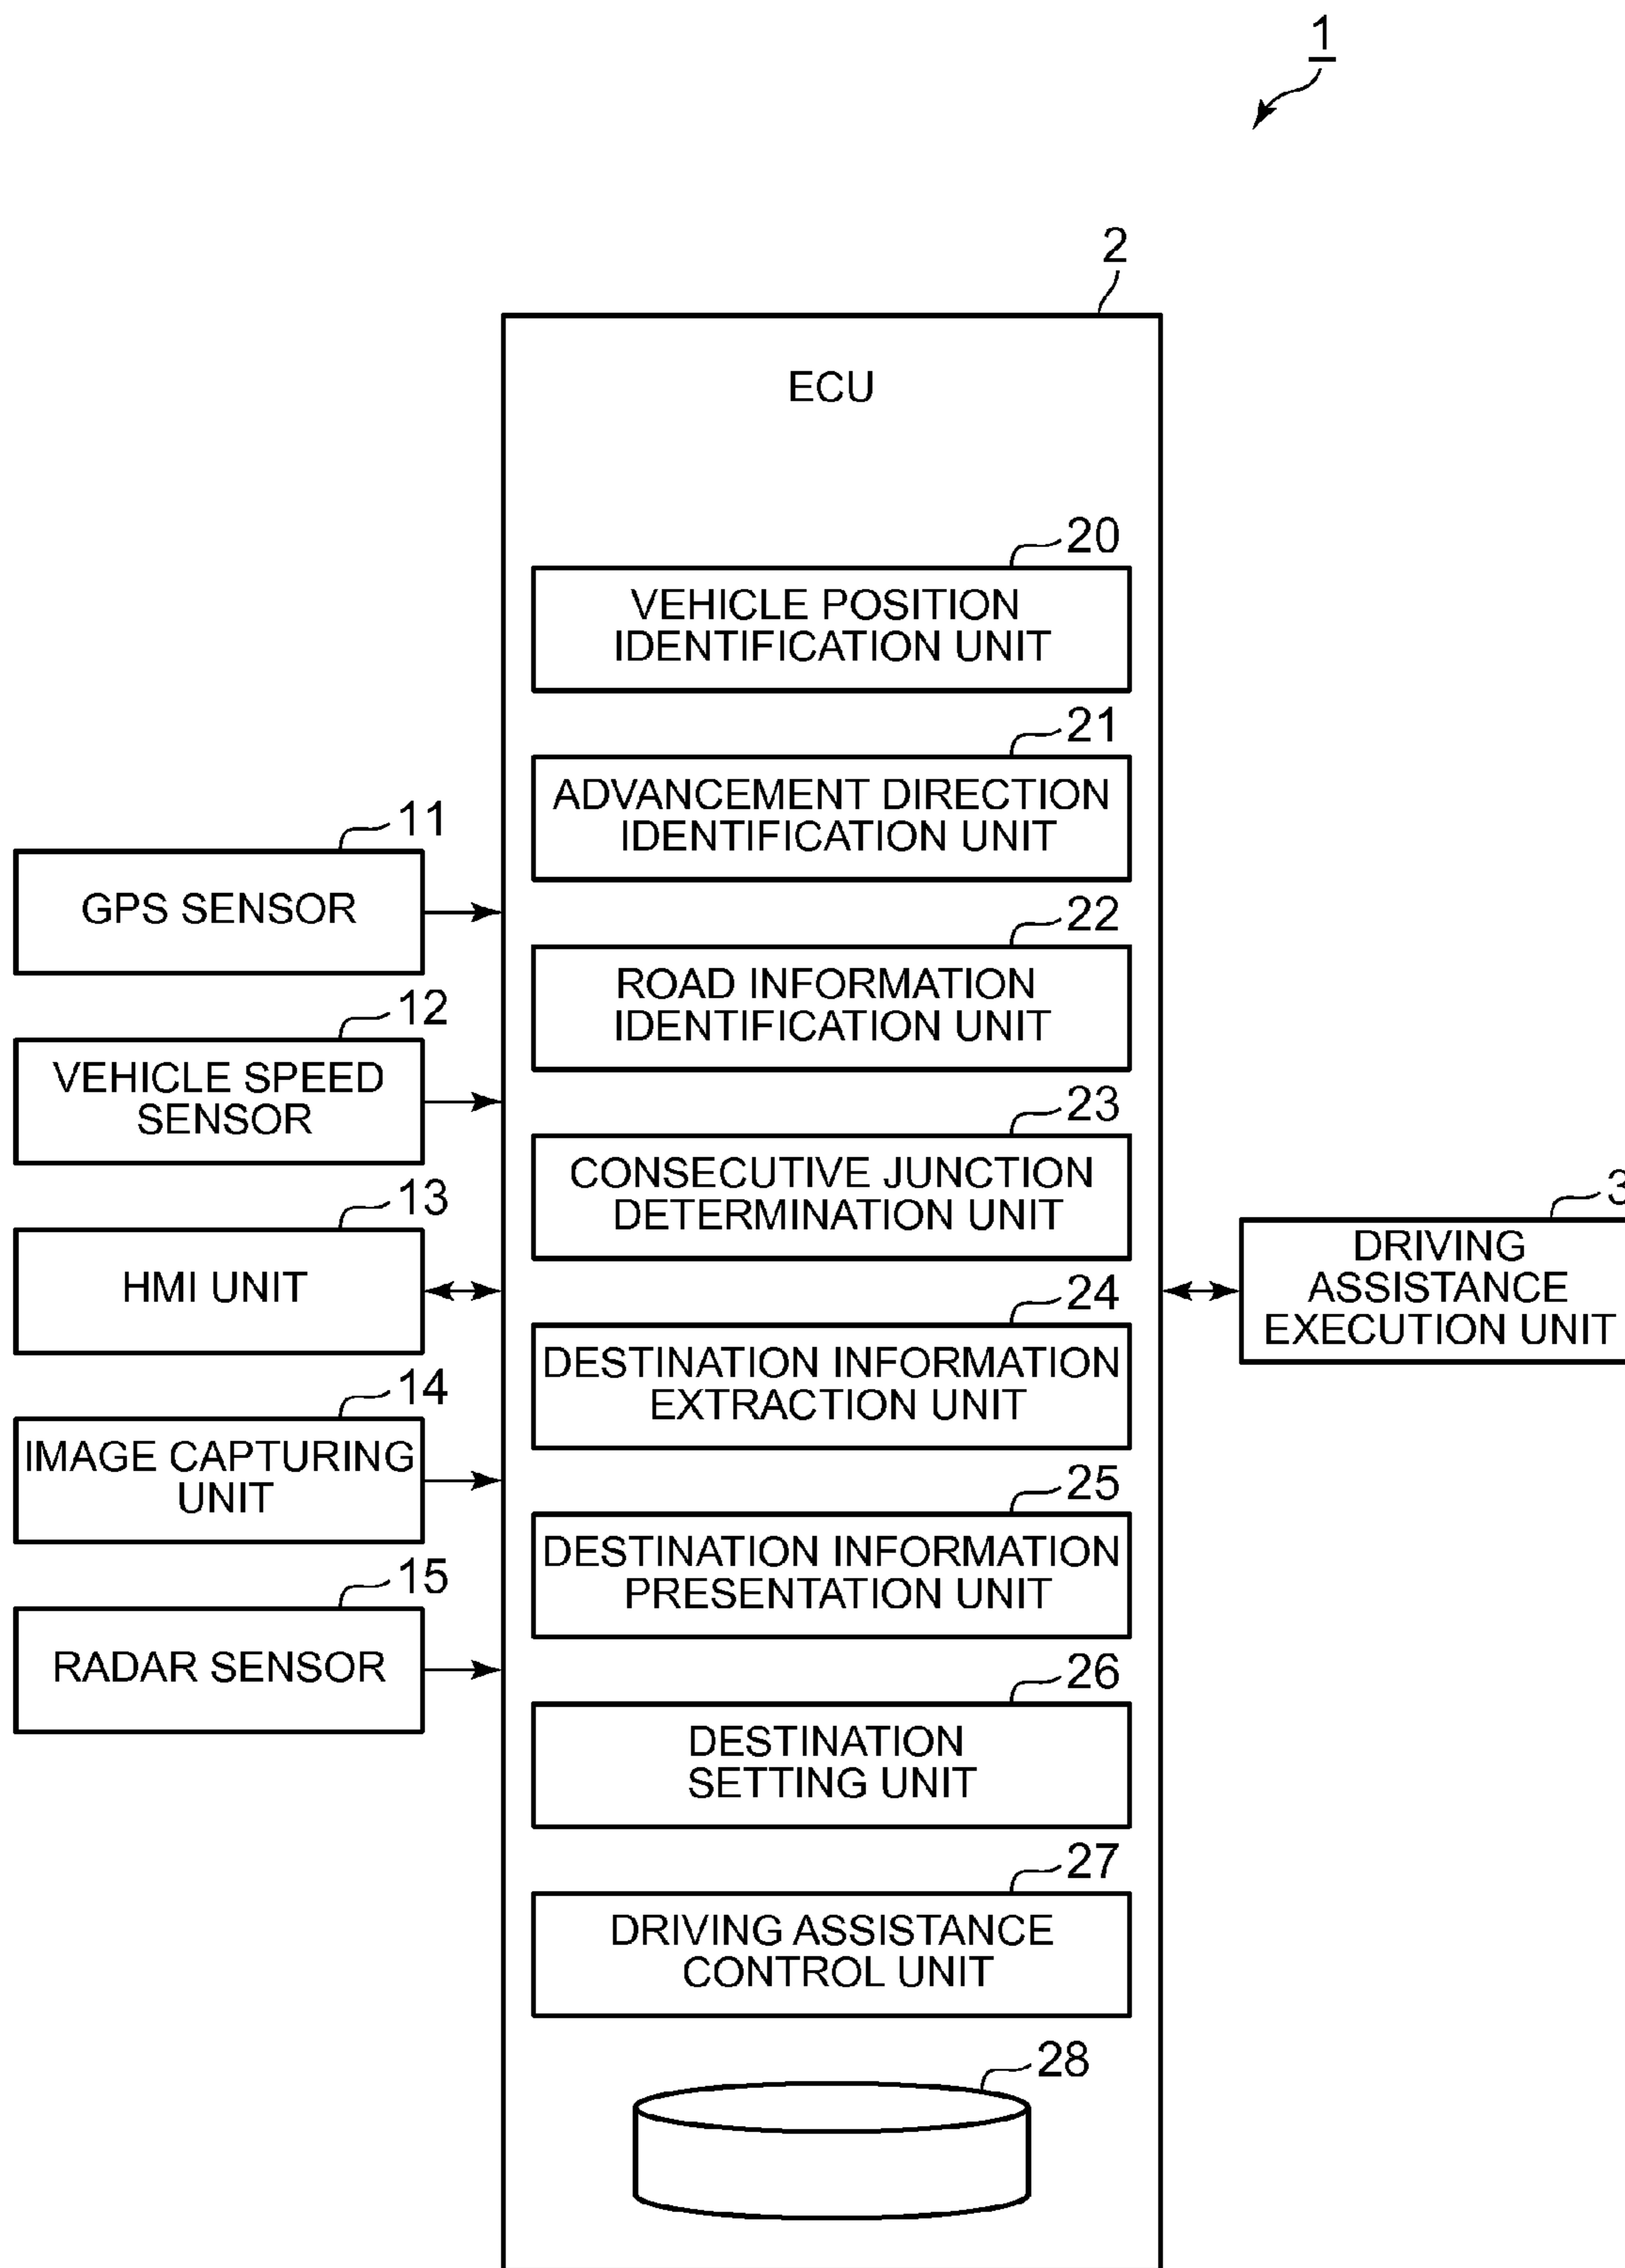 1
2
ECU
20
VEHICLE POSITION
IDENTIFICATION UNIT
21
ADVANCEMENT DIRECTION
IDENTIFICATION UNIT
11
GPS SENSOR
22
ROAD INFORMATION
IDENTIFICATION UNIT
12
VEHICLE SPEED
SENSOR
23
CONSECUTIVE JUNCTION
DETERMINATION UNIT
13
HMI UNIT
3
DRIVING
ASSISTANCE
EXECUTION UNIT
24
DESTINATION INFORMATION
EXTRACTION UNIT
14
IMAGE CAPTURING
UNIT
25
DESTINATION INFORMATION
PRESENTATION UNIT
15
RADAR SENSOR
26
DESTINATION
SETTING UNIT
27
DRIVING ASSISTANCE
CONTROL UNIT
28